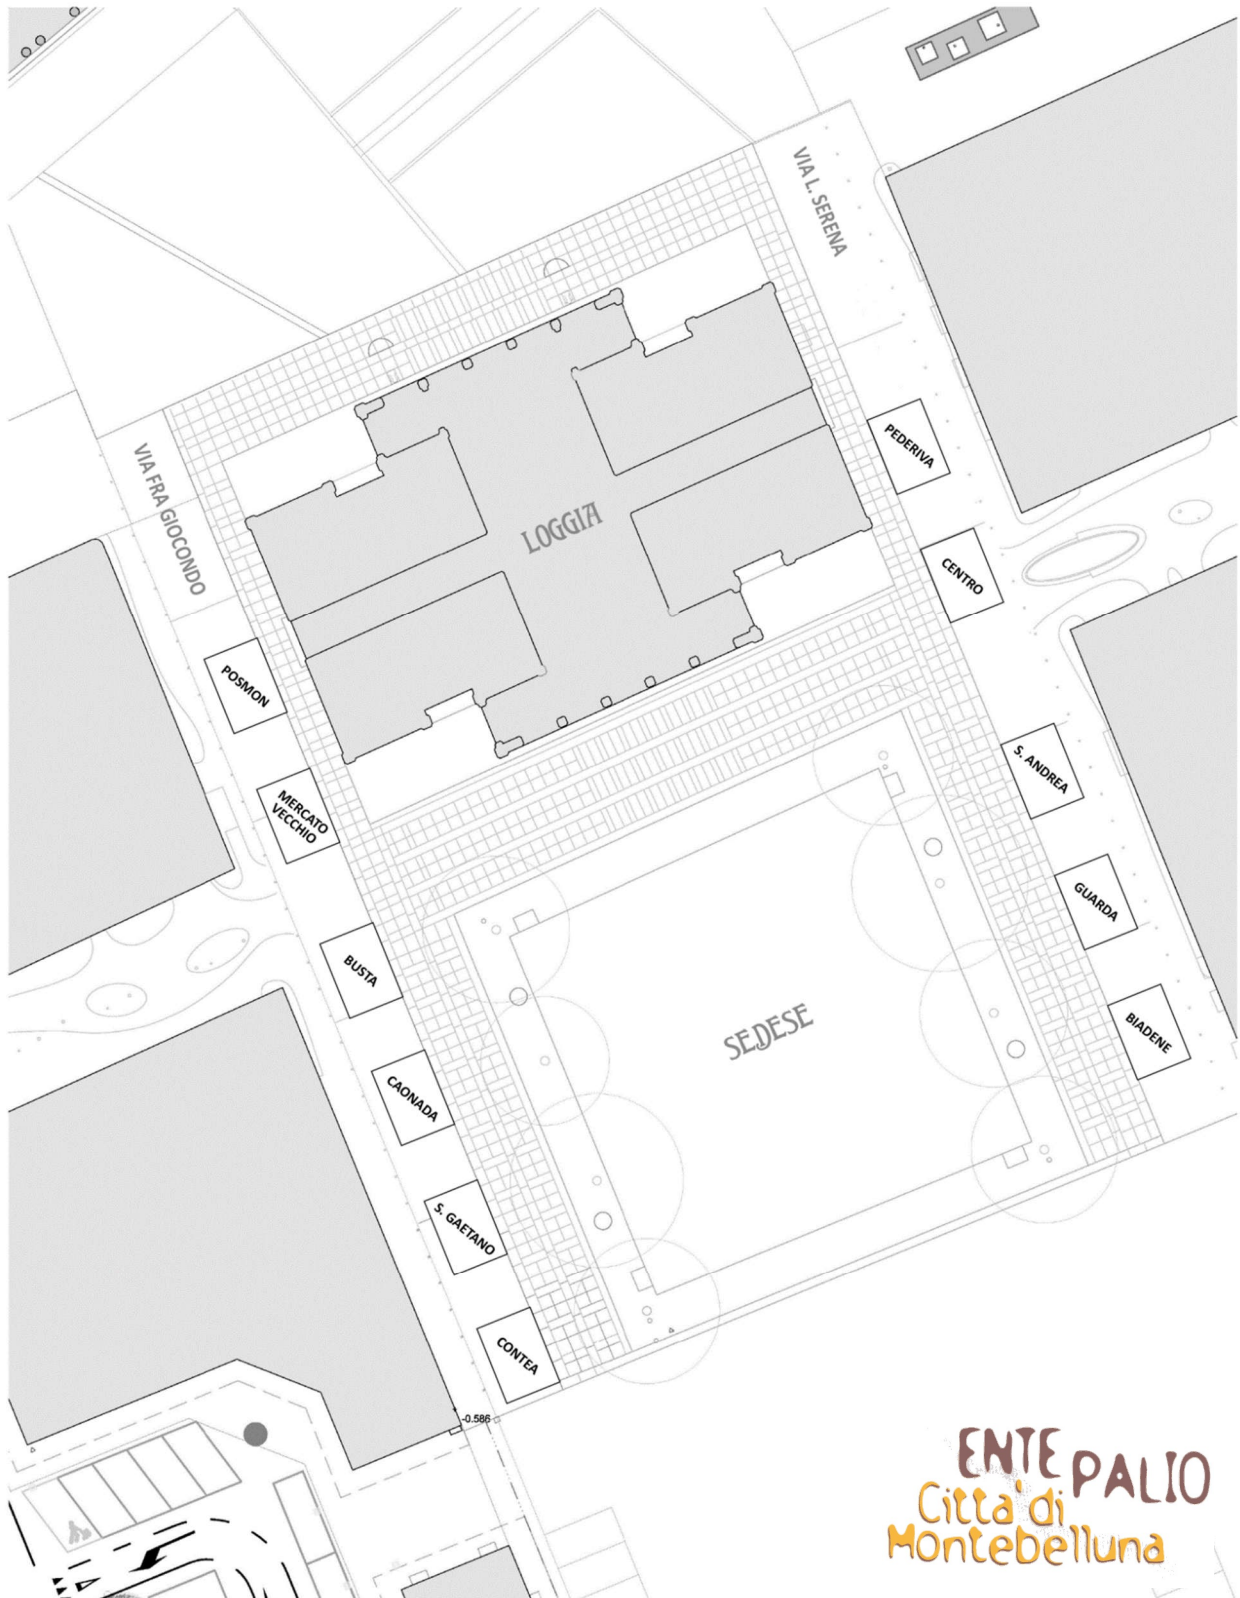 VIA L. SERENA
PEDERIVA
VIA FRA GIOCONDO
LOGGIA
CENTRO
POSMON
S. ANDREA
MERCATO
VECCHIO
GUARDA
BUSTA
SEDESE
BIADENE
CAONADA
S. GAETANO
CONTEA
-0.586
ENTE PALIO
Citta' di
Montebelluna